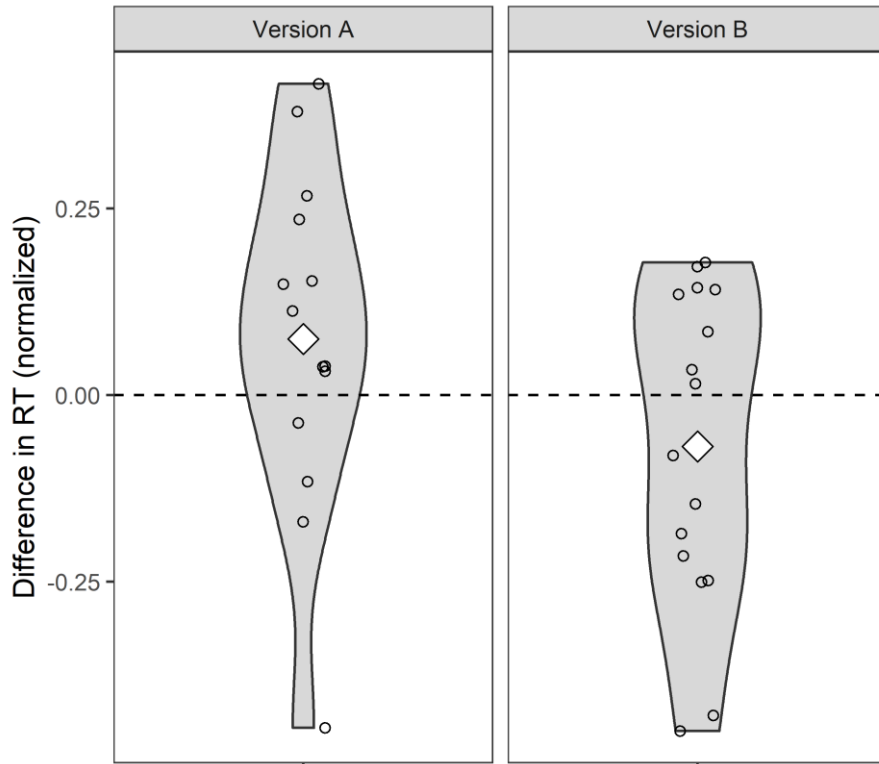 Version A
Version B
Difference in RT (normalized)
0.25
0.00
-0.25